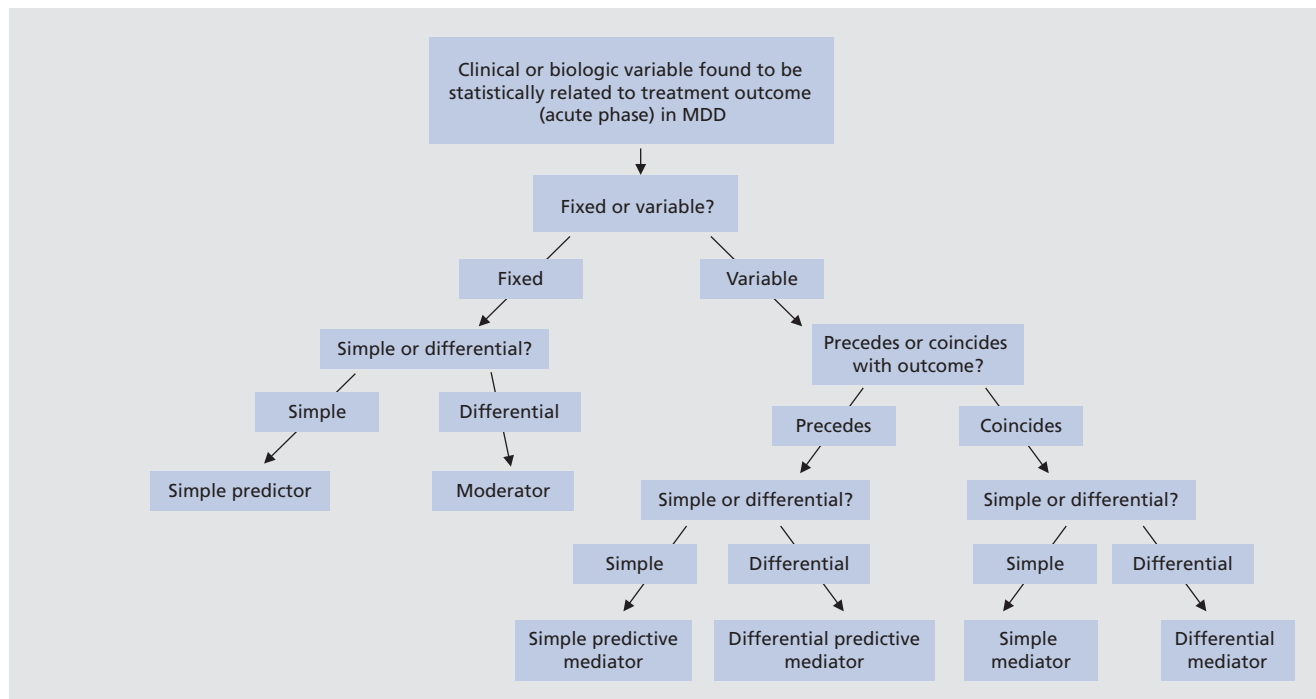 Clinical or biologic variable found to be
statistically related to treatment outcome
(acute phase) in MDD
Fixed or variable?
Fixed
Variable
Simple or differential?
Precedes or coincides
with outcome?
Simple
Differential
Precedes
Coincides
Simple predictor
Moderator
Simple or differential?
Simple or differential?
Simple
Differential
Simple
Differential
Simple predictive
mediator
Differential predictive
mediator
Simple
mediator
Differential
mediator